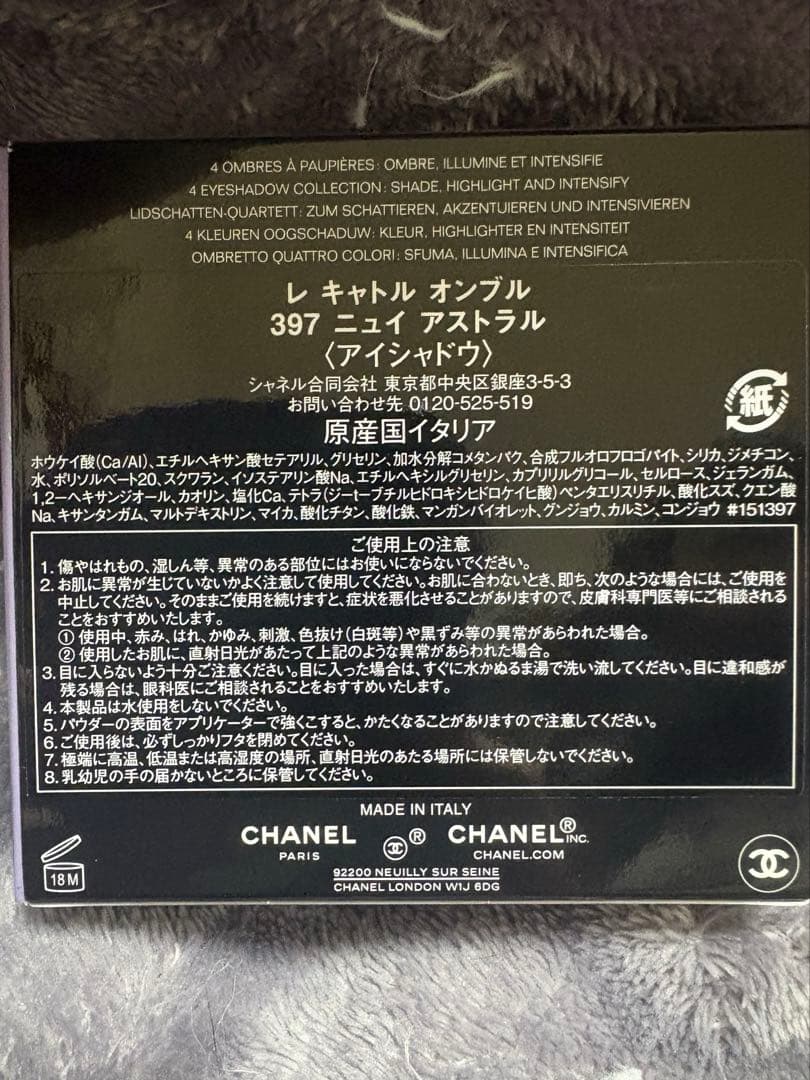 4 OMBRES À PAUPIÈRES: OMBRE, ILLUMINE ET INTENSIFIE
4 EYESHADOW COLLECTION: SHADE, HIGHLIGHT AND INTENSIFY
LIDSCHATTEN-QUARTETT: ZUM SCHATTIEREN, AKZENTUIEREN UND INTENSIVIEREN
4 KLEUREN OOGSCHADUW: KLEUR, HIGHLIGHTER EN INTENSITEIT
OMBRETTO QUATTRO COLORI: SFUMA, ILLUMINA E INTENSIFICA
レ キャトル オンブル
397 ニュイ アストラル
〈アイシャドウ〉
シャネル合同会社 東京都中央区銀座3-5-3
お問い合わせ先 0120-525-519
紙
原産国イタリア
ホウケイ酸(Ca/Al)、エチルヘキサン酸セテアリル、グリセリン、加水分解コメタンパク、合成フルオロフロゴパイト、シリカ、ジメチコン、
水、ポリソルベート20、スクワラン、イソステアリン酸Na、エチルヘキシルグリセリン、カプリリルグリコール、セルロース、ジェランガム、
1,2-ヘキサンジオール、カオリン、塩化Ca、テトラ(ジ-t-ブチルヒドロキシヒドロケイヒ酸)ペンタエリスリチル、酸化スズ、クエン酸
Na、キサンタンガム、マルトデキストリン、マイカ、酸化チタン、酸化鉄、マンガンバイオレット、グンジョウ、カルミン、コンジョウ #151397
ご使用上の注意
1. 傷やはれもの、湿しん等、異常のある部位にはお使いにならないでください。
2. お肌に異常が生じていないかよく注意して使用してください。お肌に合わないとき、即ち、次のような場合には、ご使用を
中止してください。そのままご使用を続けますと、症状を悪化させることがありますので、皮膚科専門医等にご相談される
ことをおすすめいたします。
① 使用中、赤み、はれ、かゆみ、刺激、色抜け(白斑等)や黒ずみ等の異常があらわれた場合。
② 使用したお肌に、直射日光があたって上記のような異常があらわれた場合。
3. 目に入らないよう十分ご注意ください。目に入った場合は、すぐに水かぬるま湯で洗い流してください。目に違和感が
残る場合は、眼科医にご相談されることをおすすめいたします。
4. 本製品は水使用をしないでください。
5. パウダーの表面をアプリケーターで強くこすると、かたくなることがありますので注意してください。
6. ご使用後は、必ずしっかりフタを閉めてください。
7. 極端に高温、低温または高湿度の場所、直射日光のあたる場所には保管しないでください。
8. 乳幼児の手の届かないところに保管してください。
MADE IN ITALY
CHANEL ® CHANEL® INC.
PARIS CHANEL.COM
92200 NEUILLY SUR SEINE
CHANEL LONDON W1J 6DG
18 M